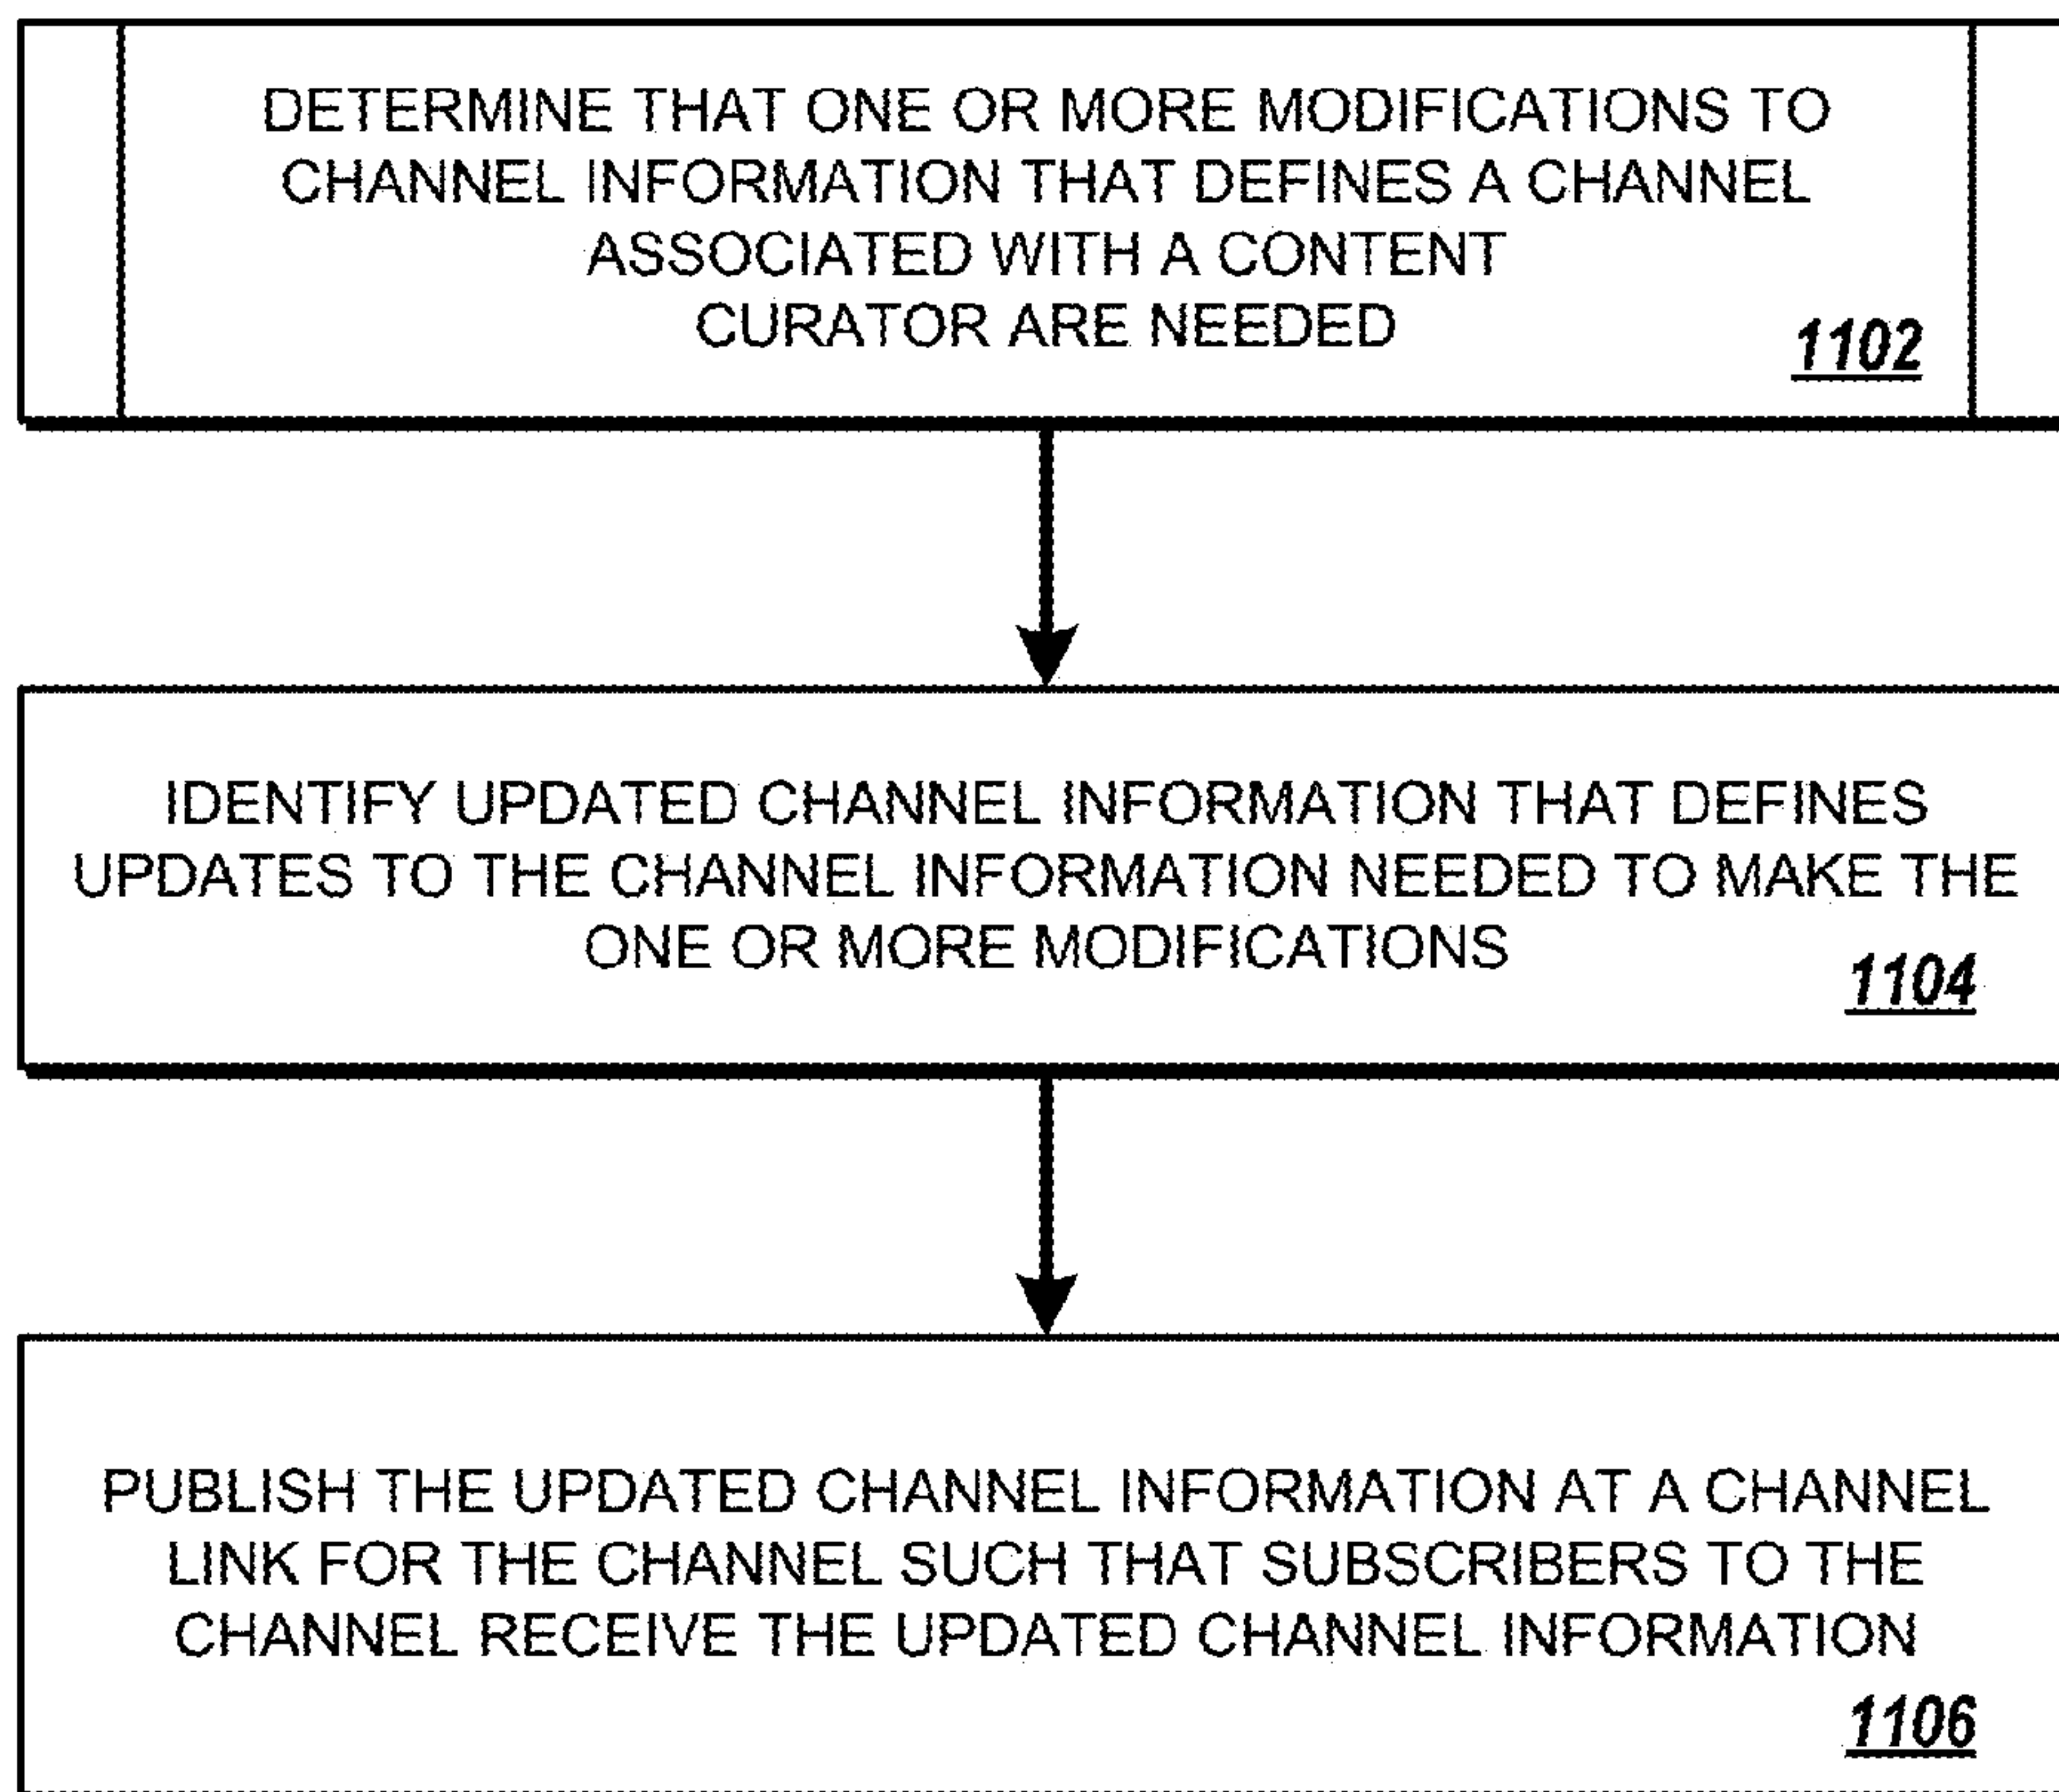 DETERMINE THAT ONE OR MORE MODIFICATIONS TO
CHANNEL INFORMATION THAT DEFINES A CHANNEL
ASSOCIATED WITH A CONTENT
CURATOR ARE NEEDED
1102
IDENTIFY UPDATED CHANNEL INFORMATION THAT DEFINES
UPDATES TO THE CHANNEL INFORMATION NEEDED TO MAKE THE
ONE OR MORE MODIFICATIONS
1104
PUBLISH THE UPDATED CHANNEL INFORMATION AT A CHANNEL
LINK FOR THE CHANNEL SUCH THAT SUBSCRIBERS TO THE
CHANNEL RECEIVE THE UPDATED CHANNEL INFORMATION
1106